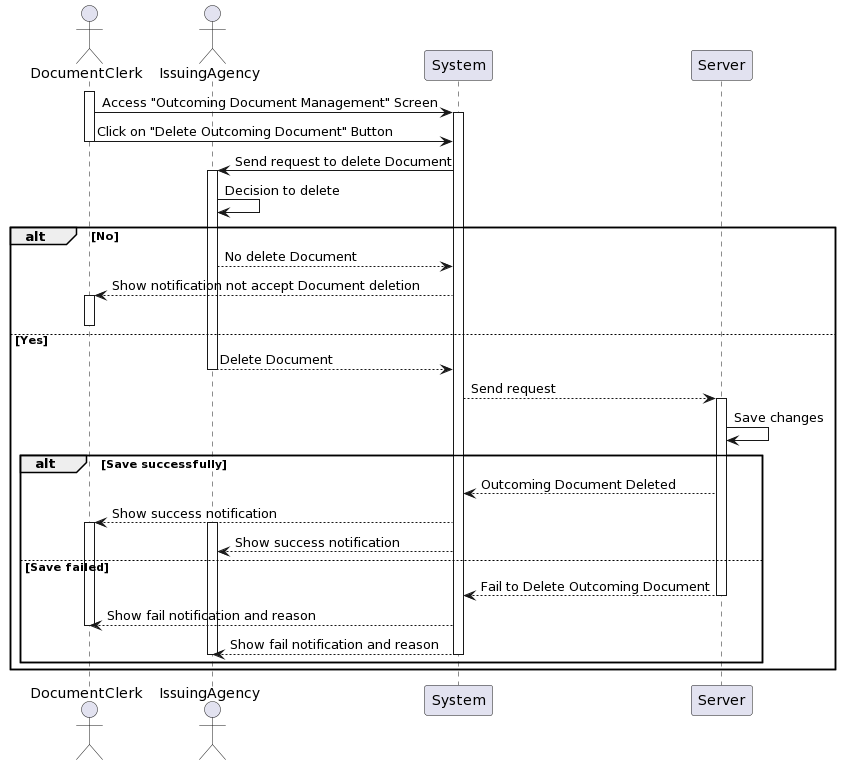 DocumentClerk
IssuingAgency
System
Server
Access "Outcoming Document Management" Screen
Click on "Delete Outcoming Document" Button
Send request to delete Document
Decision to delete
alt
[No]
No delete Document
Show notification not accept Document deletion
[Yes]
Delete Document
Send request
Save changes
alt
[Save successfully]
Outcoming Document Deleted
Show success notification
Show success notification
[Save failed]
Fail to Delete Outcoming Document
Show fail notification and reason
Show fail notification and reason
DocumentClerk
IssuingAgency
System
Server